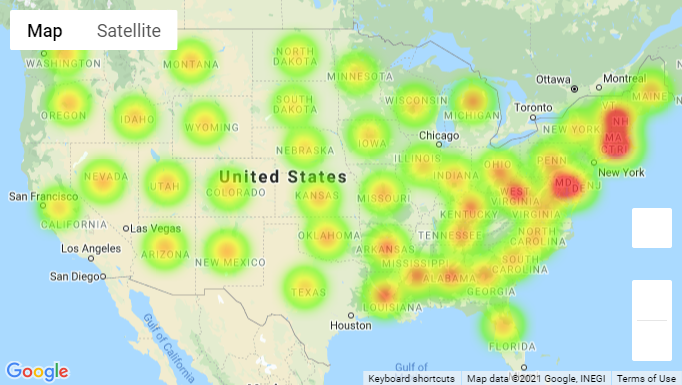 Map Satellite
WASHINGTON
MONTANA
NORTH
DAKOTA
MINNESOTA
Ottawa
Montreal
MAINE
OREGON
IDAHO
WYOMING
SOUTH
DAKOTA
WISCONSIN
MICHIGAN
Toronto
NEW YORK
VT
NH
MA
CT RI
NEBRASKA
IOWA
Chicago
ILLINOIS
INDIANA
OHIO
PENN
New York
NEVADA
UTAH
COLORADO
United States
KANSAS
MISSOURI
WEST
VIRGINIA
MD
DE
NJ
San Francisco
CALIFORNIA
Las Vegas
KENTUCKY
VIRGINIA
Los Angeles
ARIZONA
NEW MEXICO
OKLAHOMA
ARKANSAS
TENNESSEE
NORTH
CAROLINA
San Diego
MISSISSIPPI
ALABAMA
SOUTH
CAROLINA
GEORGIA
TEXAS
LOUISIANA
Houston
FLORIDA
Gulf of
California
Gulf of
Google
Keyboard shortcuts Map data ©2021 Google, INEGI Terms of Use